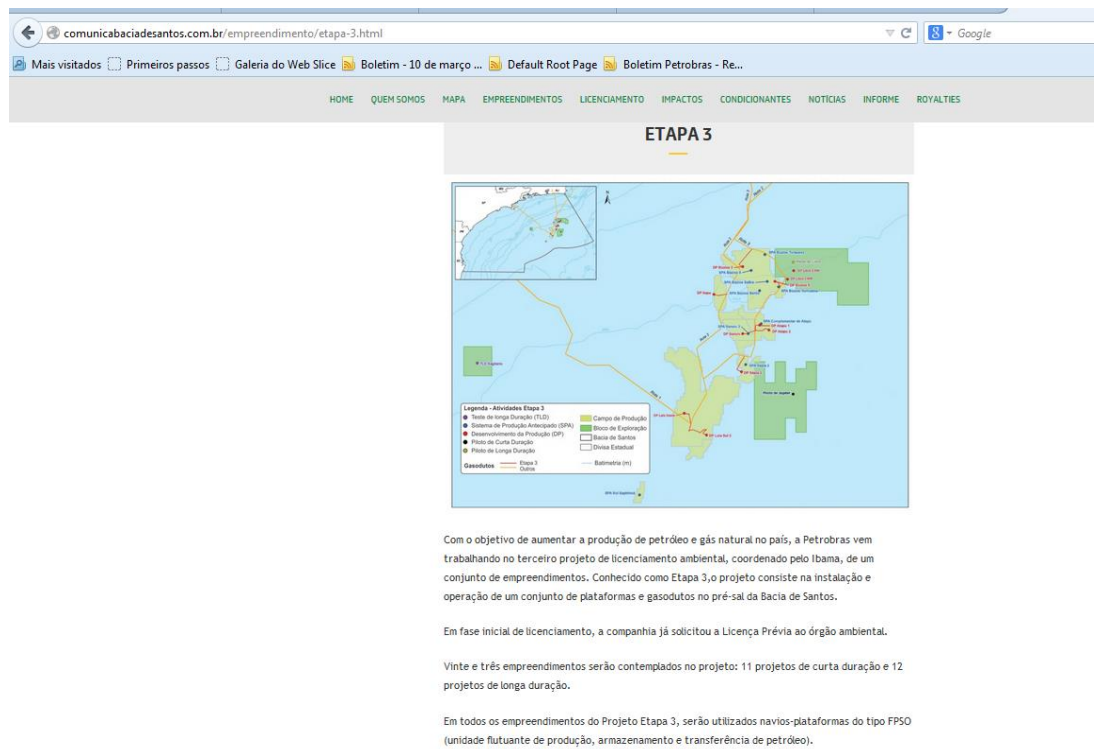 comunicabaciadesantos.com.br/empreendimento/etapa-3.html
Google
Mais visitados Primeiros passos Galeria do Web Slice Boletim - 10 de março ... Default Root Page Boletim Petrobras - Re...
HOME QUEM SOMOS MAPA EMPREENDIMENTOS LICENCIAMENTO IMPACTOS CONDICIONANTES NOTÍCIAS INFORME ROYALTIES
ETAPA 3
Legenda - Atividades Etapa 3
Teste de longa Duração (TLD)
Sistema de Produção Antecipado (SPA)
Desenvolvimento da Produção (DP)
Piloto de Curta Duração
Piloto de Longa Duração
Campo de Produção
Bloco de Exploração
Bacia de Santos
Divisa Estadual
Gasodutos
Etapa 3
Outros
Batimetria (m)
Com o objetivo de aumentar a produção de petróleo e gás natural no país, a Petrobras vem
trabalhando no terceiro projeto de licenciamento ambiental, coordenado pelo Ibama, de um
conjunto de empreendimentos. Conhecido como Etapa 3,o projeto consiste na instalação e
operação de um conjunto de plataformas e gasodutos no pré-sal da Bacia de Santos.
Em fase inicial de licenciamento, a companhia já solicitou a Licença Prévia ao órgão ambiental.
Vinte e três empreendimentos serão contemplados no projeto: 11 projetos de curta duração e 12
projetos de longa duração.
Em todos os empreendimentos do Projeto Etapa 3, serão utilizados navios-plataformas do tipo FPSO
(unidade flutuante de produção, armazenamento e transferência de petróleo).